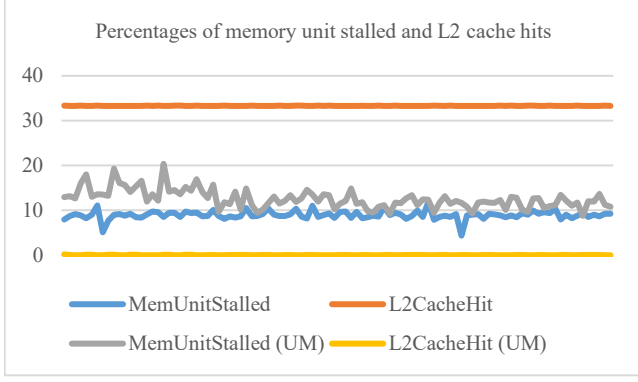 Percentages of memory unit stalled and L2 cache hits
40
30
20
10
0
MemUnitStalled L2CacheHit
MemUnitStalled (UM) L2CacheHit (UM)